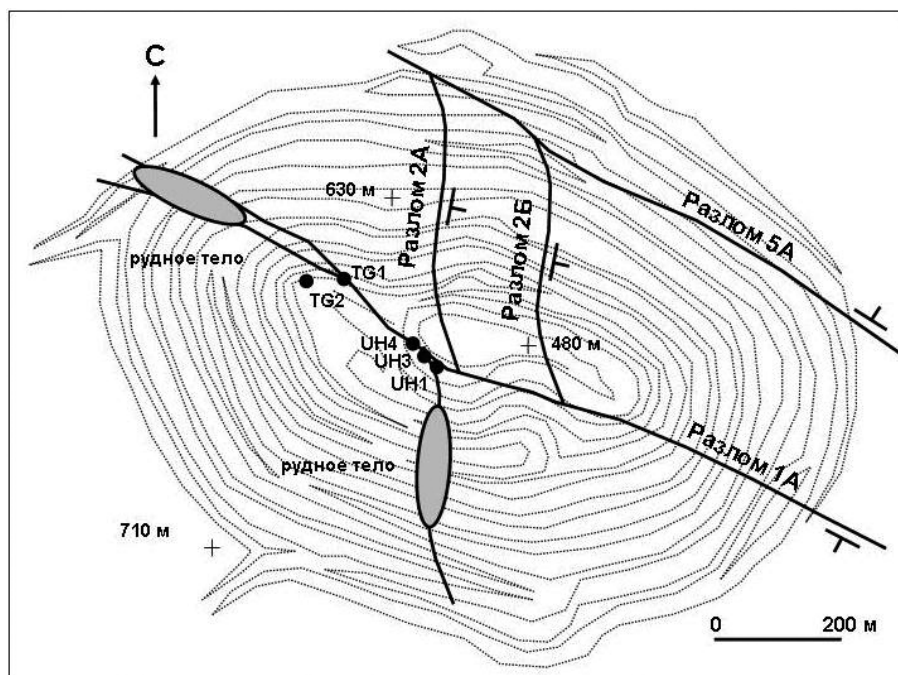 С
630 м
Разлом 2А
Разлом 2Б
Разлом 5А
рудное тело
TG1
TG2
UH4
UH3
UH1
480 м
рудное тело
Разлом 1А
710 м
0 200 м